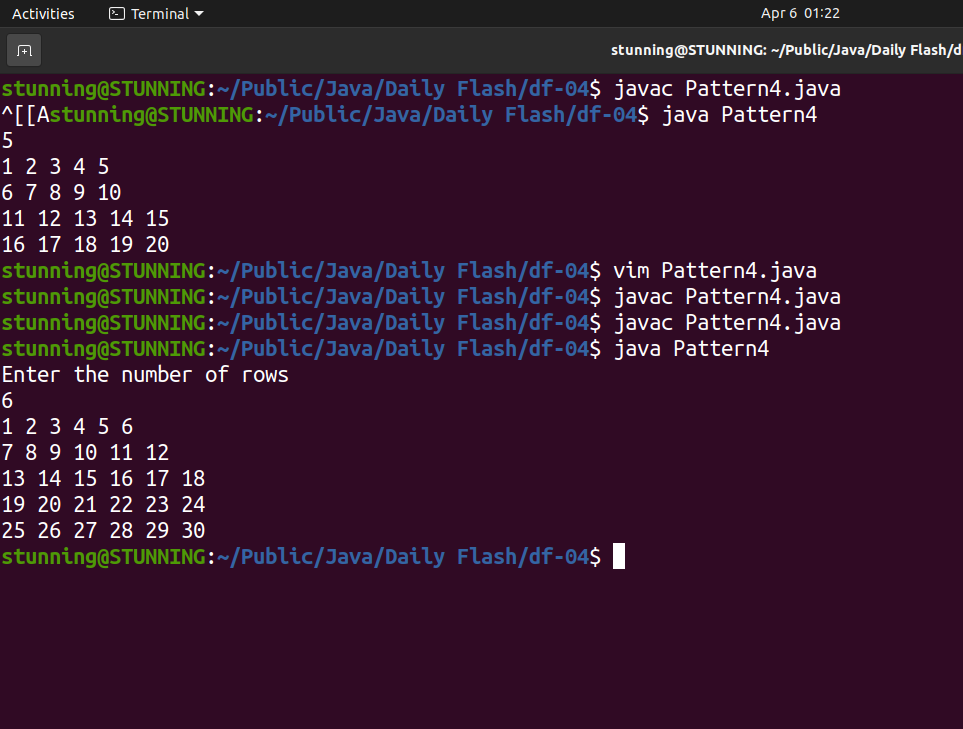 Activities Terminal Apr 6 01:22
stunning@STUNNING: ~/Public/Java/Daily Flash/d
stunning@STUNNING:~/Public/Java/Daily Flash/df-04$ javac Pattern4.java
^[[Astunning@STUNNING:~/Public/Java/Daily Flash/df-04$ java Pattern4
5
1 2 3 4 5
6 7 8 9 10
11 12 13 14 15
16 17 18 19 20
stunning@STUNNING:~/Public/Java/Daily Flash/df-04$ vim Pattern4.java
stunning@STUNNING:~/Public/Java/Daily Flash/df-04$ javac Pattern4.java
stunning@STUNNING:~/Public/Java/Daily Flash/df-04$ javac Pattern4.java
stunning@STUNNING:~/Public/Java/Daily Flash/df-04$ java Pattern4
Enter the number of rows
6
1 2 3 4 5 6
7 8 9 10 11 12
13 14 15 16 17 18
19 20 21 22 23 24
25 26 27 28 29 30
stunning@STUNNING:~/Public/Java/Daily Flash/df-04$